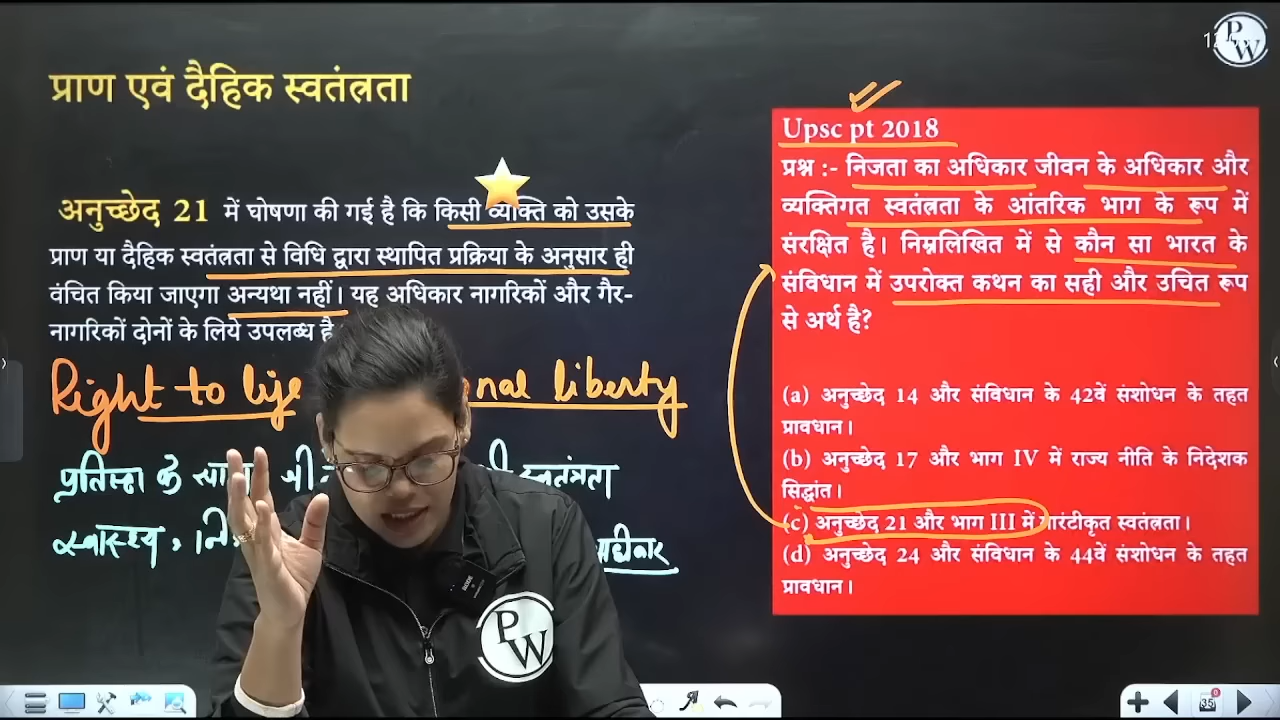 प्राण एवं दैहिक स्वतंत्रता
अनुच्छेद 21 में घोषणा की गई है कि किसी व्यक्ति को उसके
प्राण या दैहिक स्वतंत्रता से विधि द्वारा स्थापित प्रक्रिया के अनुसार ही
वंचित किया जाएगा अन्यथा नहीं। यह अधिकार नागरिकों और गैर-
नागरिकों दोनों के लिये उपलब्ध है
Right to life nal liberty
प्रतिष्ठा के स्वतंत्रता
स्वास्थ्य,
PW
Upsc pt 2018
प्रश्न :- निजता का अधिकार जीवन के अधिकार और
व्यक्तिगत स्वतंत्रता के आंतरिक भाग के रूप में
संरक्षित है। निम्नलिखित में से कौन सा भारत के
संविधान में उपरोक्त कथन का सही और उचित रूप
से अर्थ है?
(a) अनुच्छेद 14 और संविधान के 42वें संशोधन के तहत
प्रावधान।
(b) अनुच्छेद 17 और भाग IV में राज्य नीति के निदेशक
सिद्धांत।
(c) अनुच्छेद 21 और भाग III में गारंटीकृत स्वतंत्रता।
(d) अनुच्छेद 24 और संविधान के 44वें संशोधन के तहत
प्रावधान।
PW
35